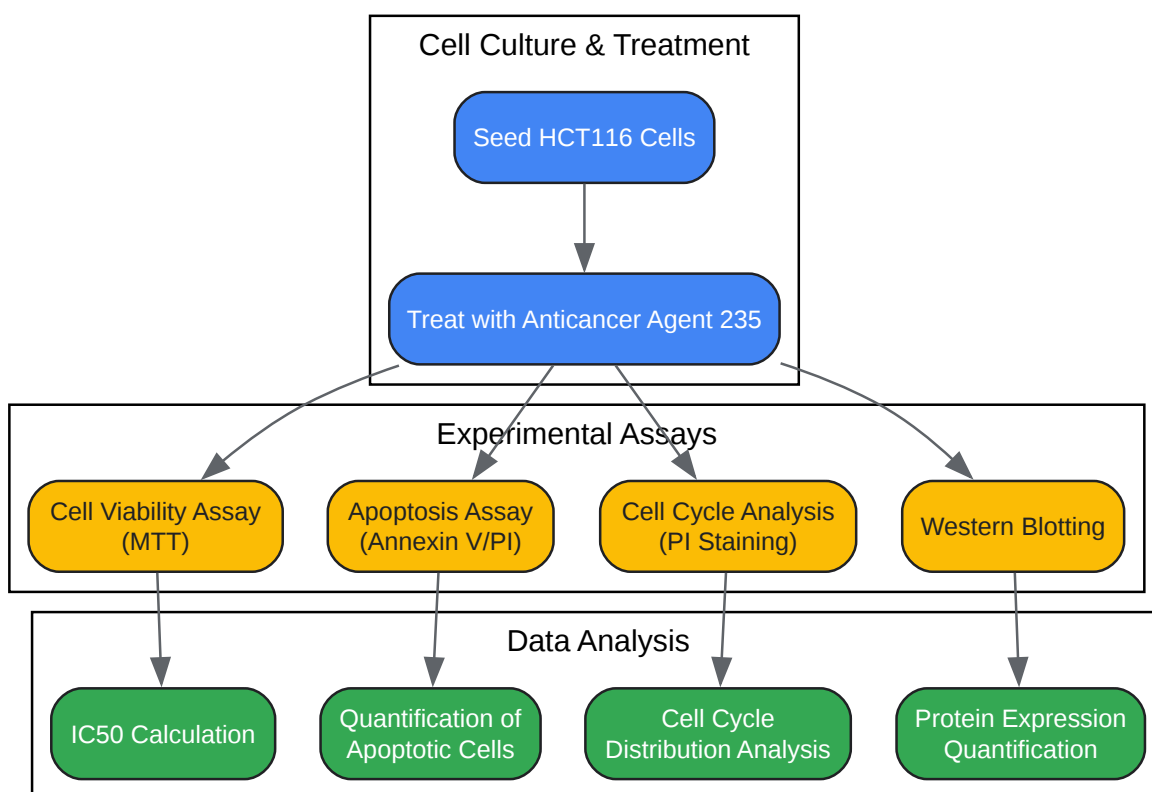 Cell Culture & Treatment
Seed HCT116 Cells
Treat with Anticancer Agent 235
Experimental Assays
Cell Viability Assay
(MTT)
Apoptosis Assay
(Annexin V/PI)
Cell Cycle Analysis
(PI Staining)
Western Blotting
Data Analysis
IC50 Calculation
Quantification of
Apoptotic Cells
Cell Cycle
Distribution Analysis
Protein Expression
Quantification